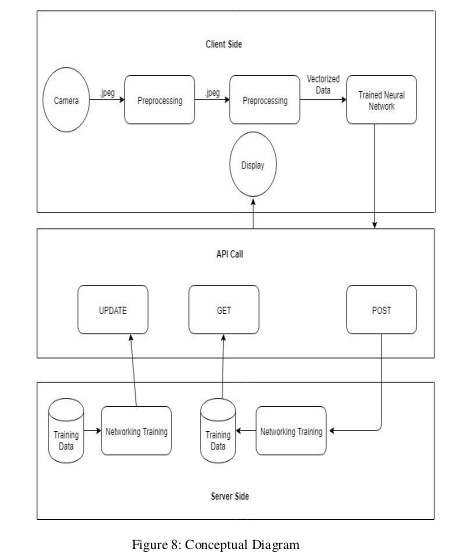 Client Side
Camera
.jpeg
Preprocessing
.jpeg
Preprocessing
Vectorized
Data
Trained Neural
Network
Display
API Call
UPDATE
GET
POST
Training
Data
Networking Training
Training
Data
Networking Training
Server Side
Figure 8: Conceptual Diagram